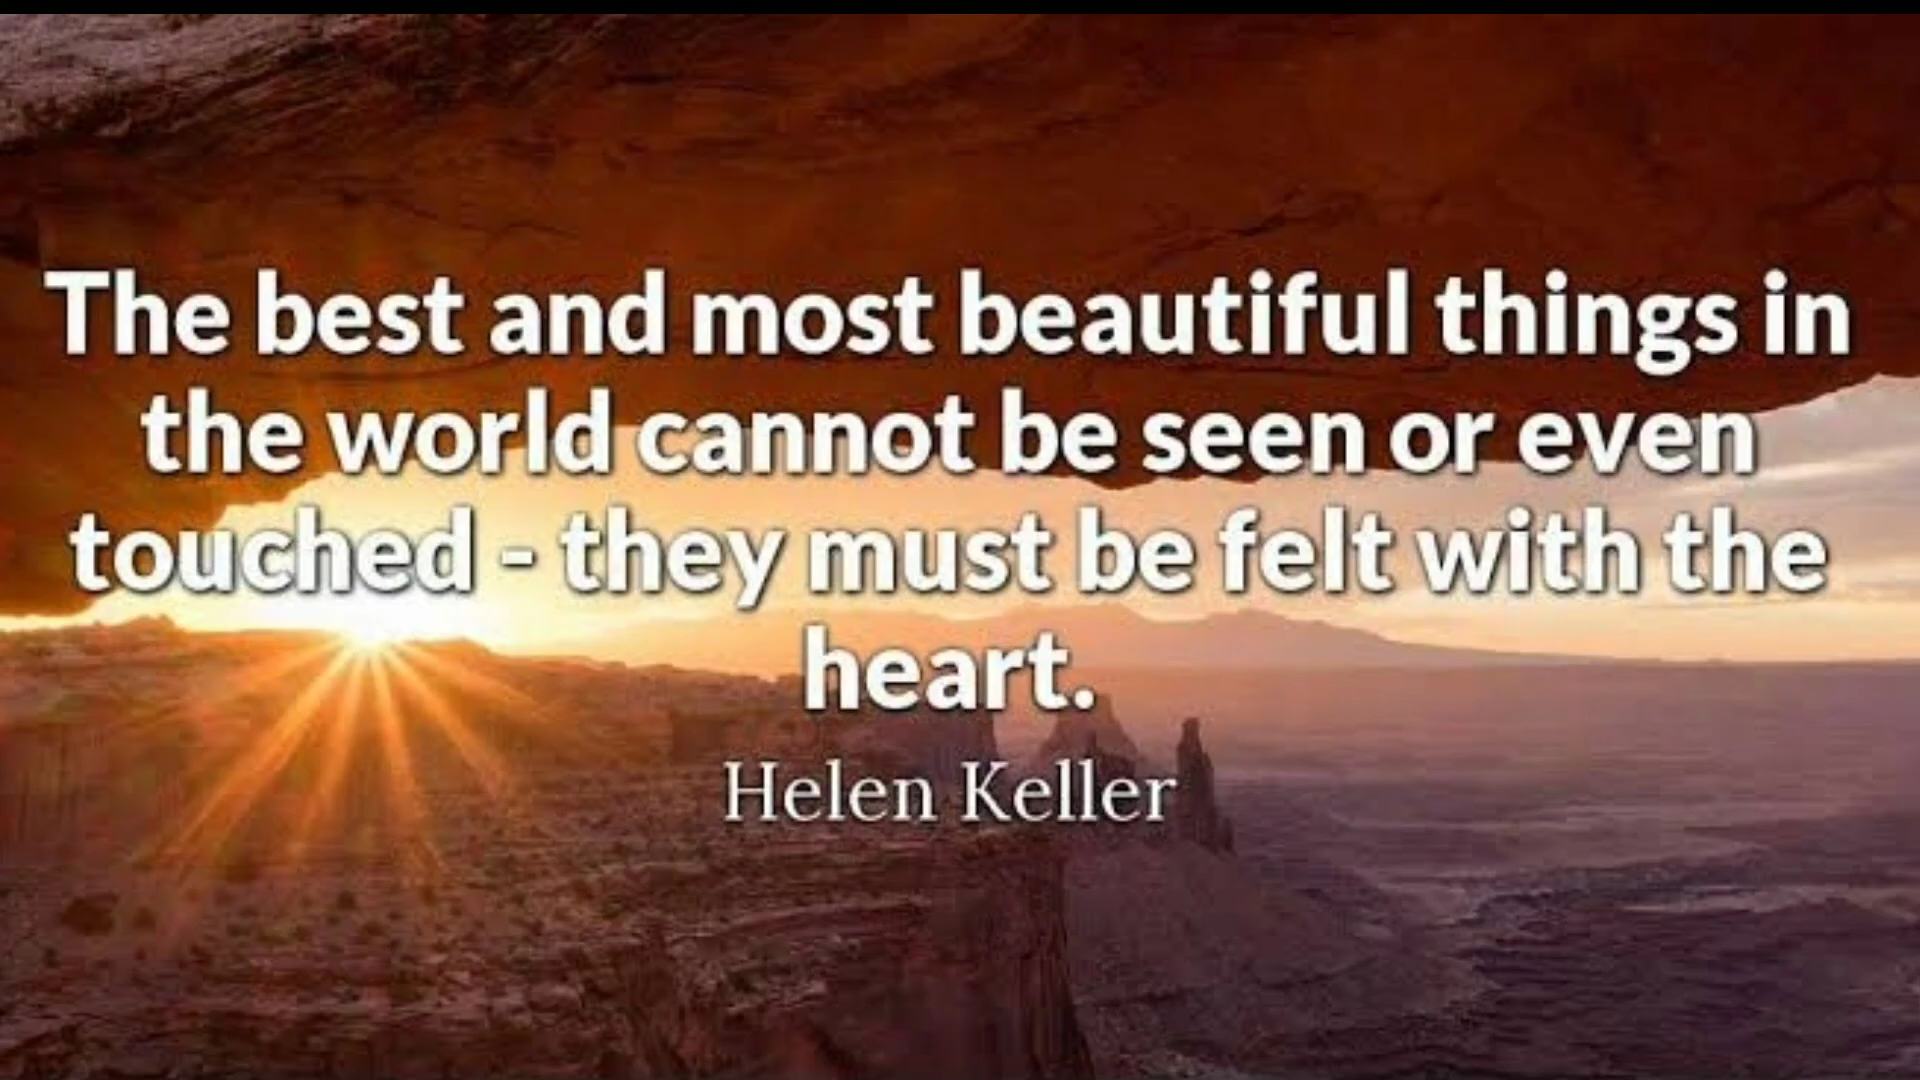 The best and most beautiful things in
the world cannot be seen or even
touched - they must be felt with the
heart.
Helen Keller